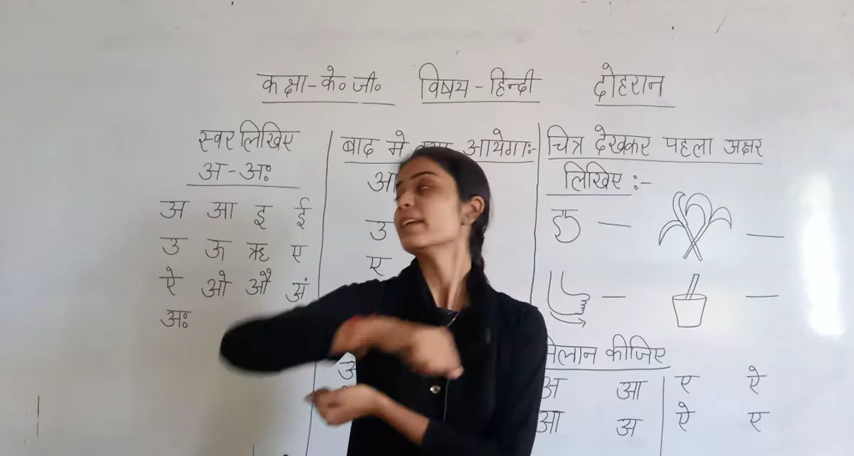 कक्षा-के० जी० विषय-हिन्दी दोहरान
स्वर लिखिए
अ-अः
अ आ इ ई
उ ऊ ऋ ए
ऐ ओ औ अं
अः
बाद मे आयेगाः-
आ
उ
ए
चित्र देखकर पहला अक्षर
लिखिए :-
कीजिए
अ आ ए ऐ
आ अ ऐ ए